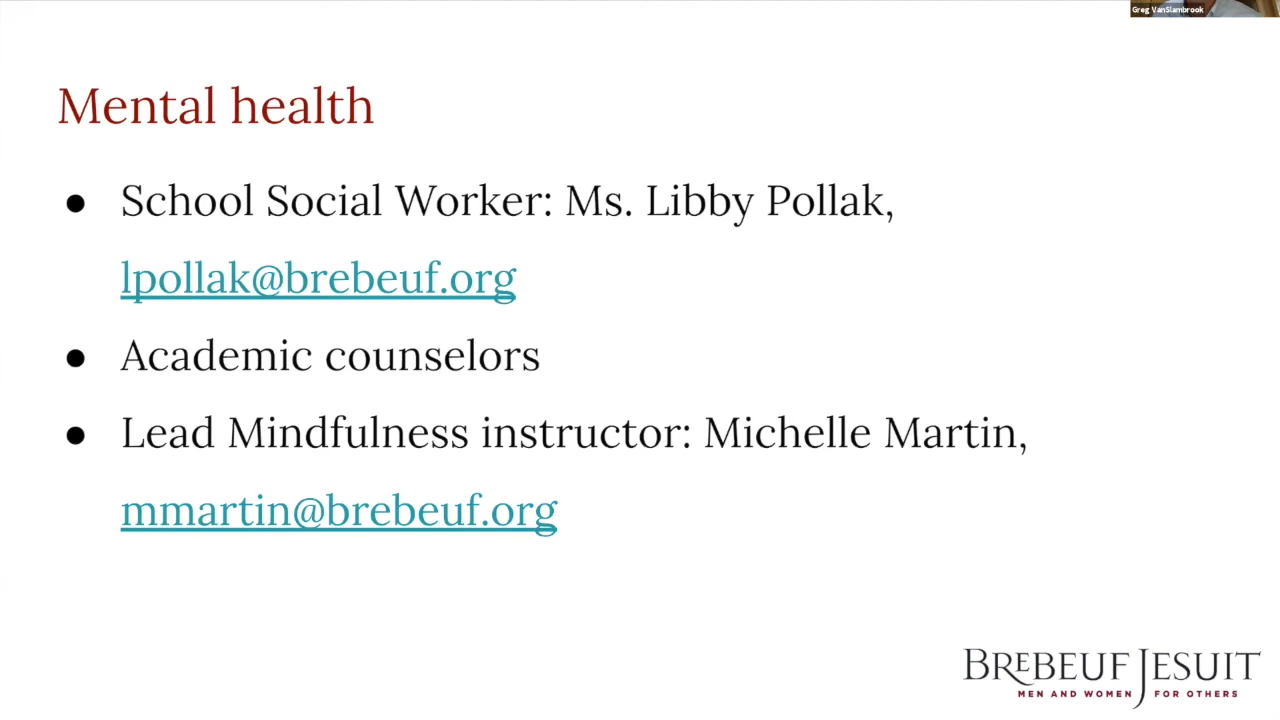 Greg VanSlambrook
Mental health
● School Social Worker: Ms. Libby Pollak,
lpollak@brebeuf.org
● Academic counselors
● Lead Mindfulness instructor: Michelle Martin,
mmartin@brebeuf.org
BREBEUF JESUIT
MEN AND WOMEN FOR OTHERS